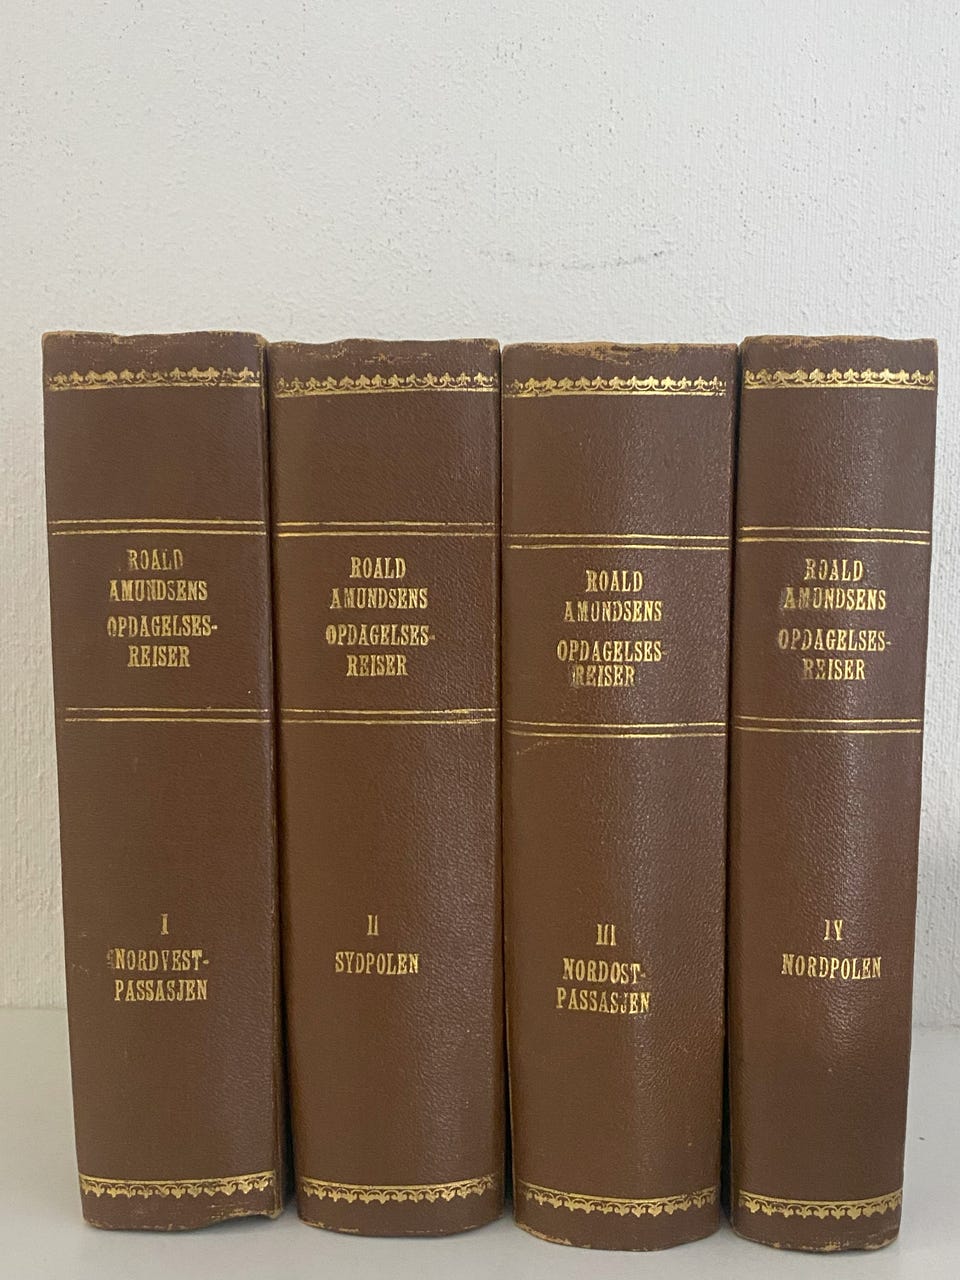 ROALD
AMUNDSENS
OPDAGELSES-
REISER
I
NORDVEST-
PASSASJEN
ROALD
AMUNDSENS
OPDAGELSES-
REISER
II
SYDPOLEN
ROALD
AMUNDSENS
OPDAGELSES-
REISER
III
NORDOST-
PASSASJEN
ROALD
AMUNDSENS
OPDAGELSES-
REISER
IV
NORDPOLEN